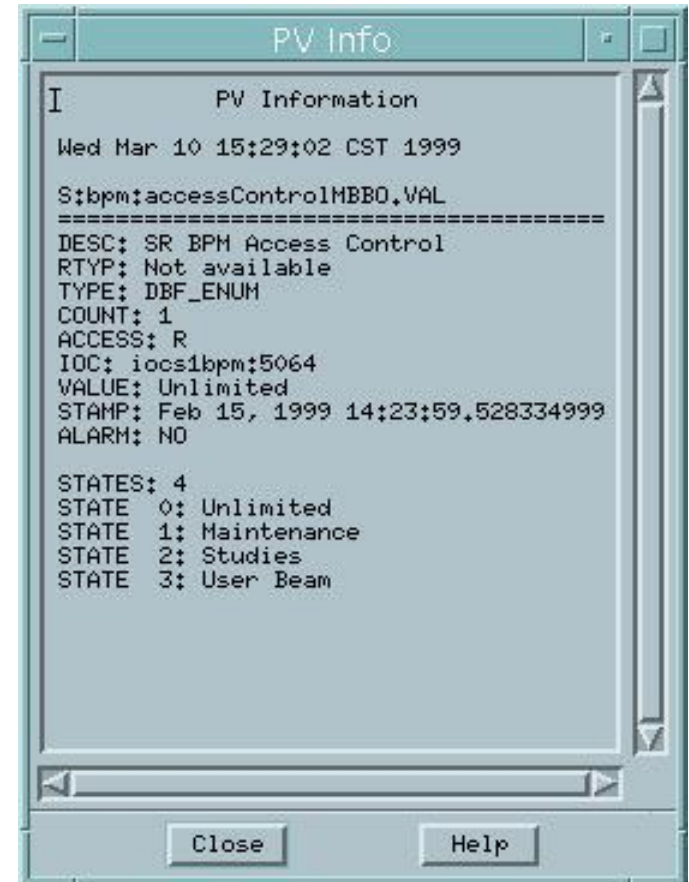 PV Info
PV Information
Wed Mar 10 15:29:02 CST 1999
S:bpm:accessControlMBBO.VAL
======================================
DESC: SR BPM Access Control
RTYP: Not available
TYPE: DBF_ENUM
COUNT: 1
ACCESS: R
IOC: iocs1bpm:5064
VALUE: Unlimited
STAMP: Feb 15, 1999 14:23:59.528334999
ALARM: NO
STATES: 4
STATE  0: Unlimited
STATE  1: Maintenance
STATE  2: Studies
STATE  3: User Beam
Close
Help